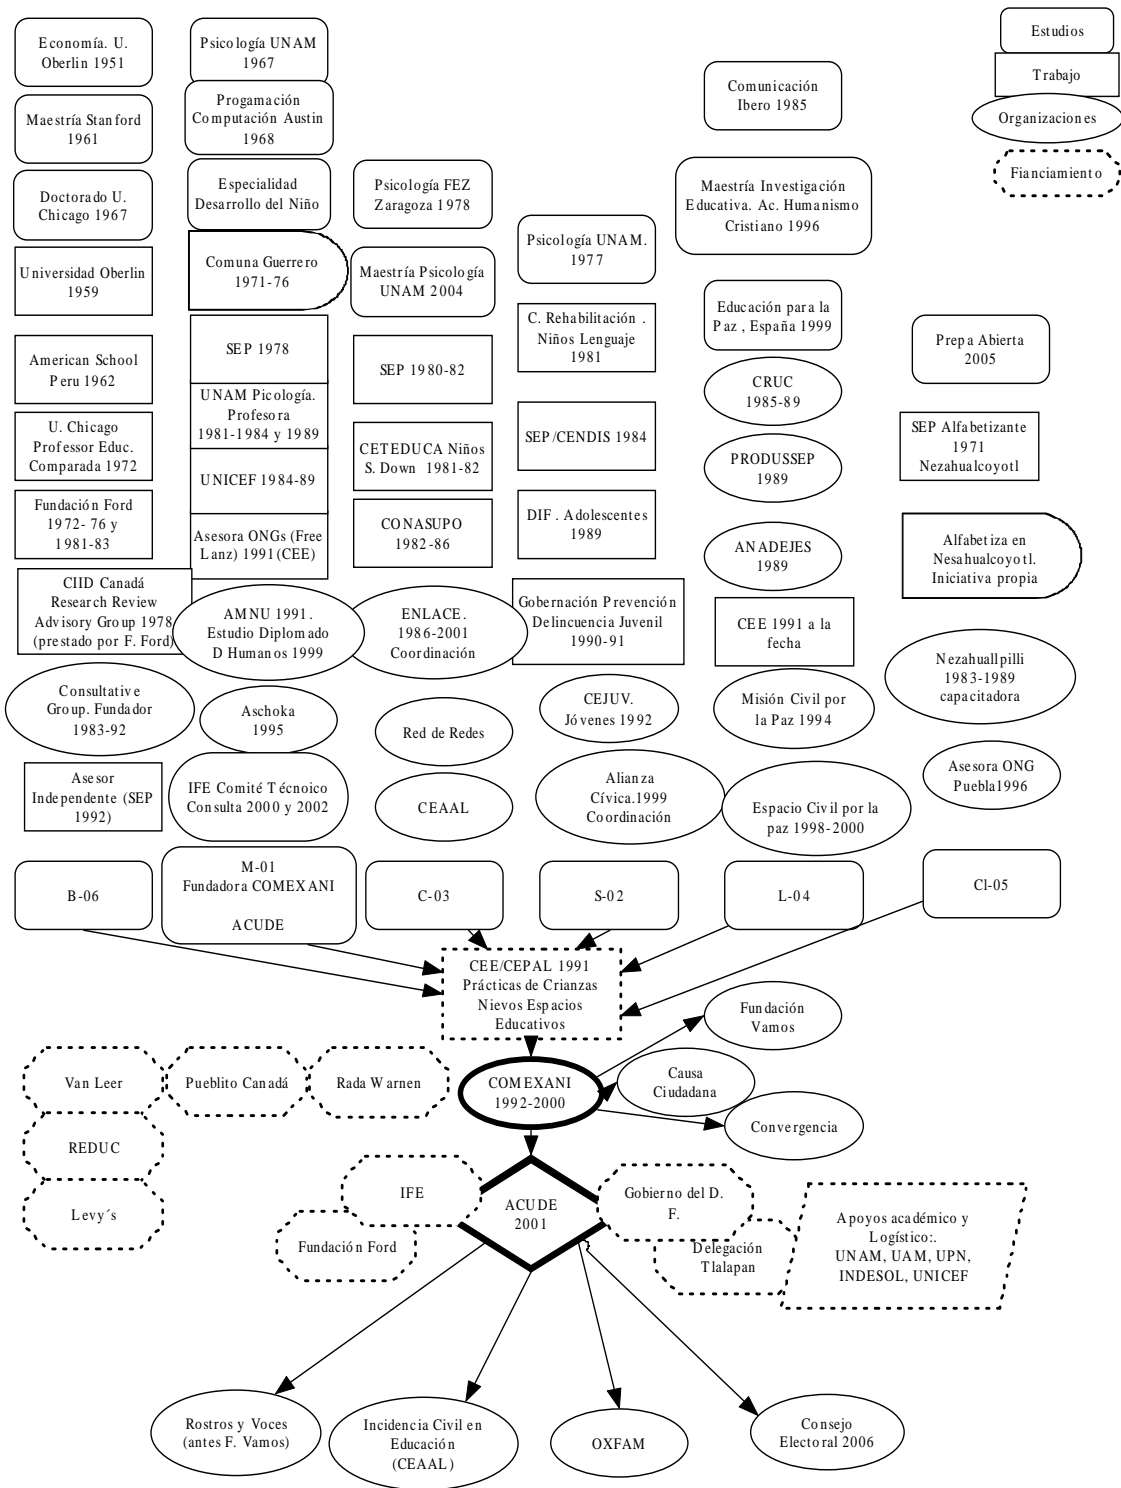 Economía. U.
Oberlin 1951
Maestría Stanford
1961
Doctorado U.
Chicago 1967
Universidad Oberlin
1959
American School
Peru 1962
U. Chicago
Professor Educ.
Comparada 1972
Fundación Ford
1972- 76 y
1981-83
CIID Canadá
Research Review
Advisory Group 1978
(prestado por F. Ford)
Consultative
Group. Fundador
1983-92
Asesor
Independente (SEP
1992)
B-06
Psicología UNAM
1967
Progamación
Computación Austin
1968
Especialidad
Desarrollo del Niño
Comuna Guerrero
1971-76
SEP 1978
UNAM Picología.
Profesora
1981-1984 y 1989
UNICEF 1984-89
Asesora ONGs (Free
Lanz) 1991(CEE)
AMNU 1991.
Estudio Diplomado
D Humanos 1999
Aschoka
1995
IFE Comité Técnoico
Consulta 2000 y 2002
M-01
Fundadora COMEXANI
ACUDE
Psicología FEZ
Zaragoza 1978
Maestría Psicología
UNAM 2004
SEP 1980-82
CETEDUCA Niños
S. Down 1981-82
CONASUPO
1982-86
ENLACE.
1986-2001
Coordinación
Red de Redes
CEAAL
C-03
Psicología UNAM.
1977
C. Rehabilitación .
Niños Lenguaje
1981
SEP/CENDIS 1984
DIF . Adolescentes
1989
Gobernación Prevención
Delincuencia Juvenil
1990-91
CEJUV.
Jóvenes 1992
Alianza
Cívica.1999
Coordinación
S-02
Comunicación
Ibero 1985
Maestría Investigación
Educativa. Ac. Humanismo
Cristiano 1996
Educación para la
Paz , España 1999
CRUC
1985-89
PRODUSSEP
1989
ANADEJES
1989
CEE 1991 a la
fecha
Misión Civil por
la Paz 1994
Espacio Civil por la
paz 1998-2000
L-04
Estudios
Trabajo
Organizaciones
Fianciamiento
Prepa Abierta
2005
SEP Alfabetizante
1971
Nezahualcoyotl
Alfabetiza en
Nesahualcoyotl.
Iniciativa propia
Nezahuallpilli
1983-1989
capacitadora
Asesora ONG
Puebla1996
Cl-05
CEE/CEPAL 1991
Prácticas de Crianzas
Nievos Espacios
Educativos
Fundación
Vamos
Van Leer
Pueblito Canadá
Rada Warnen
COMEXANI
1992-2000
Causa
Ciudadana
Convergencia
REDUC
Levy´s
IFE
Fundación Ford
ACUDE
2001
Gobierno del D.
F.
Delegación
Tlalapan
Apoyos académico y
Logístico:.
UNAM, UAM, UPN,
INDESOL, UNICEF
Rostros y Voces
(antes F. Vamos)
Incidencia Civil en
Educación
(CEAAL)
OXFAM
Consejo
Electoral 2006